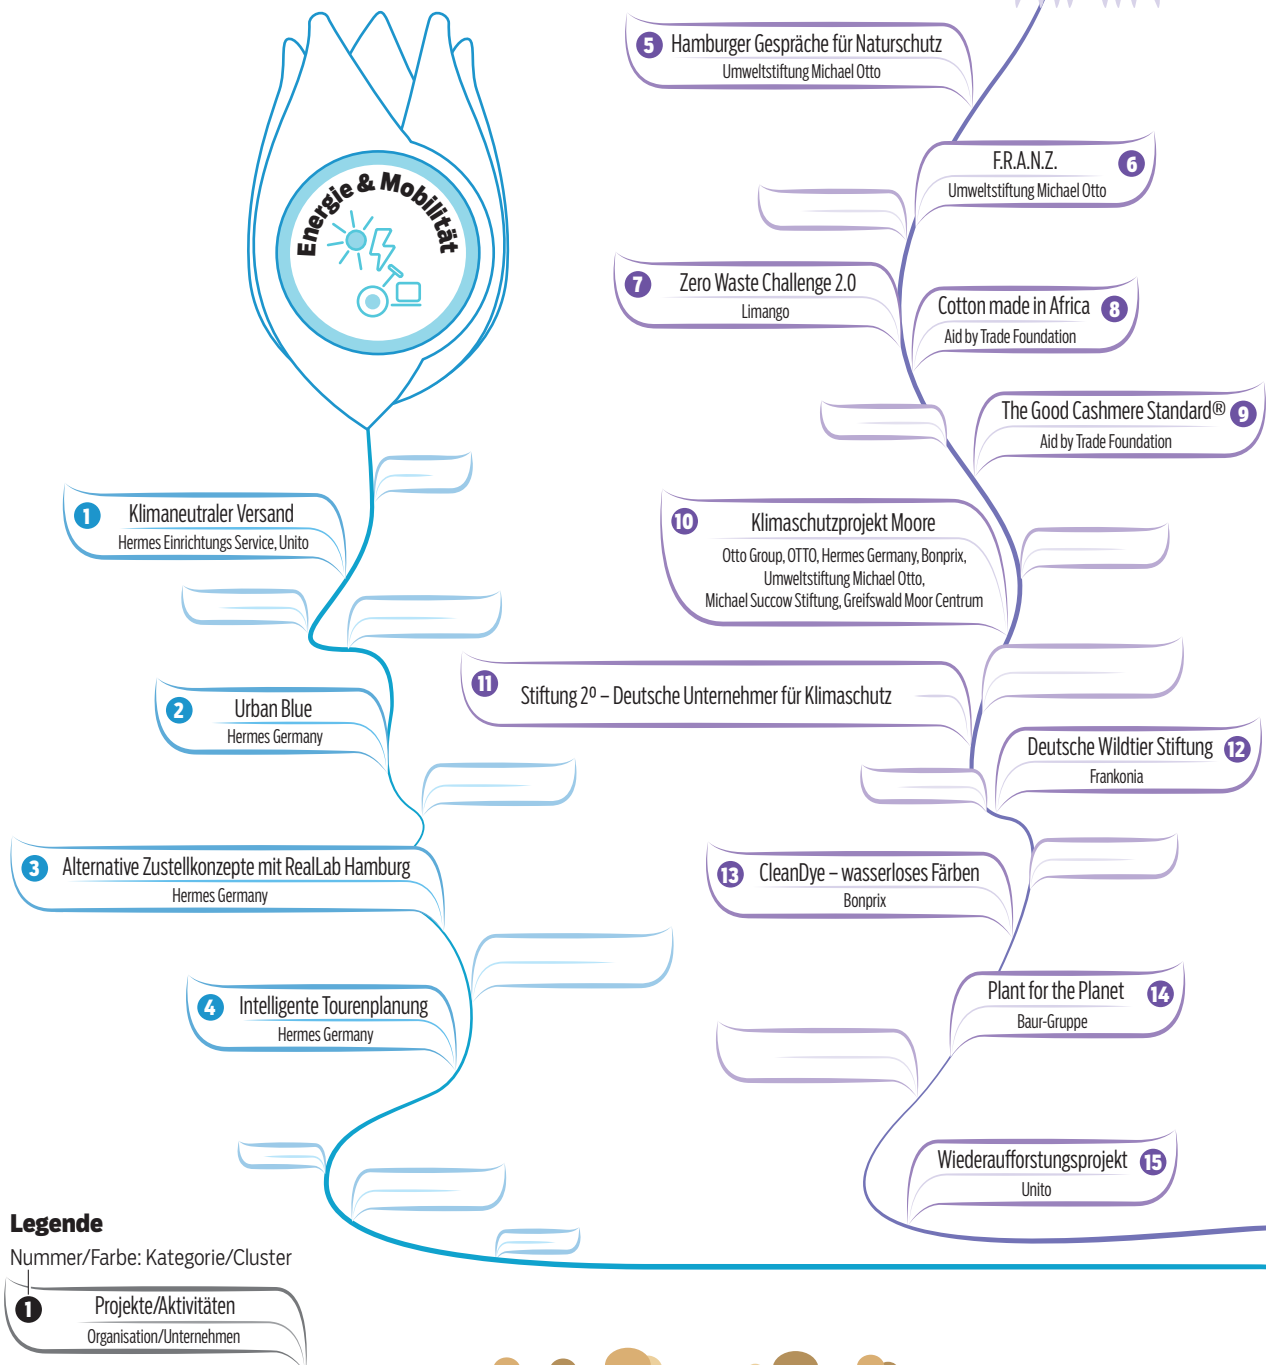 Energie & Mobilität
1 Klimaneutraler Versand
Hermes Einrichtungs Service, Unito
2 Urban Blue
Hermes Germany
3 Alternative Zustellkonzepte mit RealLab Hamburg
Hermes Germany
4 Intelligente Tourenplanung
Hermes Germany
5 Hamburger Gespräche für Naturschutz
Umweltstiftung Michael Otto
F.R.A.N.Z. 6
Umweltstiftung Michael Otto
7 Zero Waste Challenge 2.0
Limango
Cotton made in Africa 8
Aid by Trade Foundation
The Good Cashmere Standard® 9
Aid by Trade Foundation
10 Klimaschutzprojekt Moore
Otto Group, OTTO, Hermes Germany, Bonprix,
Umweltstiftung Michael Otto,
Michael Succow Stiftung, Greifswald Moor Centrum
11 Stiftung 2º – Deutsche Unternehmer für Klimaschutz
Deutsche Wildtier Stiftung 12
Frankonia
13 CleanDye – wasserloses Färben
Bonprix
Plant for the Planet 14
Baur-Gruppe
Wiederaufforstungsprojekt 15
Unito
Legende
Nummer/Farbe: Kategorie/Cluster
1 Projekte/Aktivitäten
Organisation/Unternehmen